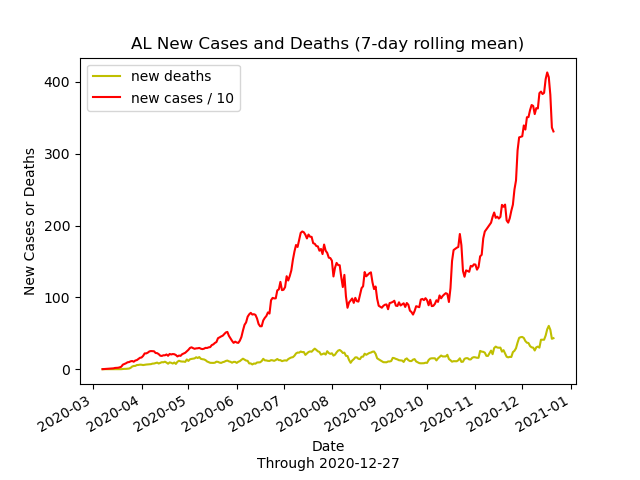 AL New Cases and Deaths (7-day rolling mean)
new deaths
new cases / 10
New Cases or Deaths
400
300
200
100
0
2020-03
2020-04
2020-05
2020-06
2020-07
2020-08
2020-09
2020-10
2020-11
2020-12
2021-01
Date
Through 2020-12-27